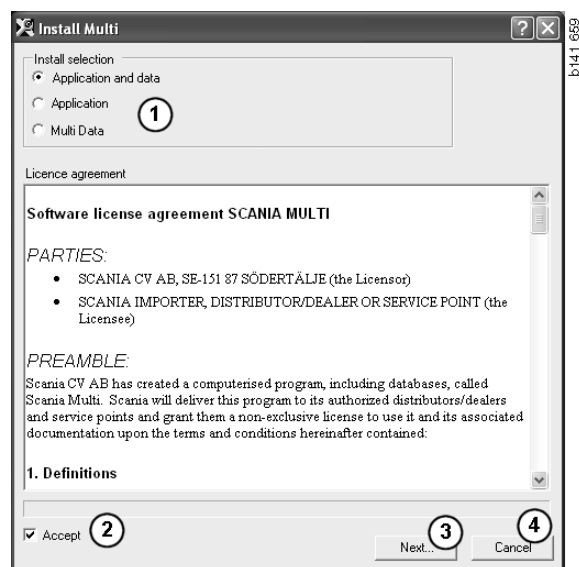 Install Multi
b141 659
Install selection
Application and data
Application
Multi Data
1
Licence agreement
Software license agreement SCANIA MULTI
PARTIES:
• SCANIA CV AB, SE-151 87 SÖDERTÄLJE (the Licensor)
• SCANIA IMPORTER, DISTRIBUTOR/DEALER OR SERVICE POINT (the
Licensee)
PREAMBLE:
Scania CV AB has created a computerised program, including databases, called
Scania Multi. Scania will deliver this program to its authorized distributors/dealers
and service points and grant them a non-exclusive license to use it and its associated
documentation upon the terms and conditions hereinafter contained:
1. Definitions
Accept
2
Next...
3
Cancel
4